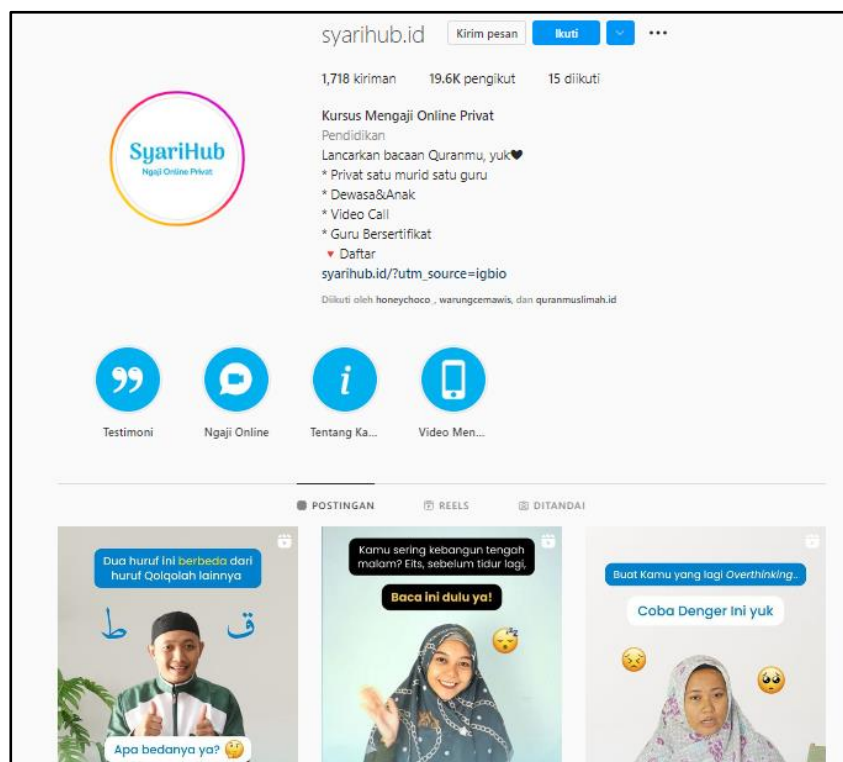 syarihub.id Kirim pesan Ikuti
1,718 kiriman 19.6K pengikut 15 diikuti
SyariHub
Ngaji Online Privat
Kursus Mengaji Online Privat
Pendidikan
Lancarkan bacaan Quranmu, yuk🖤
* Privat satu murid satu guru
* Dewasa&Anak
* Video Call
* Guru Bersertifikat
🔻 Daftar
syarihub.id/?utm_source=igbio
Diikuti oleh honeychoco , warungcemawis, dan quranmuslimah.id
Testimoni Ngaji Online Tentang Ka... Video Men...
POSTINGAN REELS DITANDAI
Dua huruf ini berbeda dari
huruf Qolqolah lainnya
ط ق
Apa bedanya ya? 🤔
Kamu sering kebangun tengah
malam? Eits, sebelum tidur lagi,
Baca ini dulu ya!
Buat Kamu yang lagi Overthinking..
Coba Denger Ini yuk